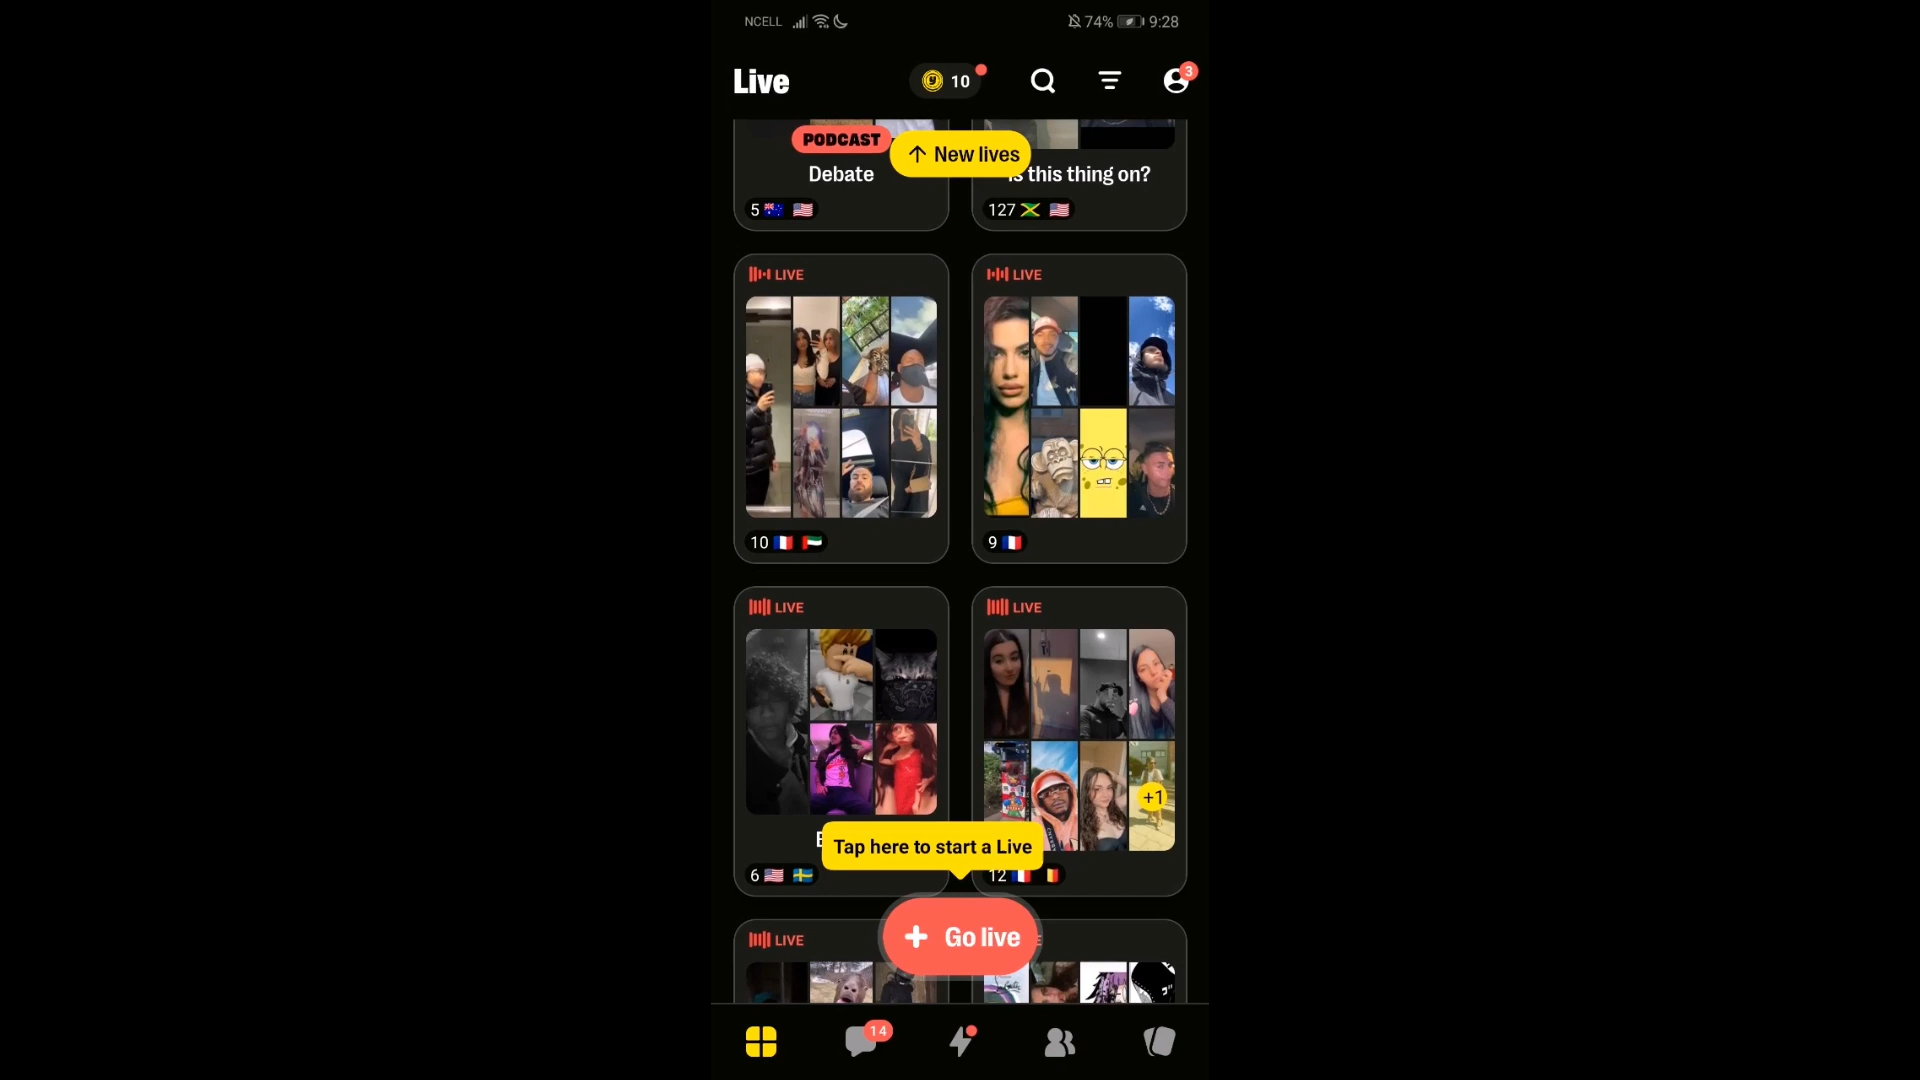 NCELL 74% 9:28
Live 10 3
PODCAST
New lives
Debate
is this thing on?
5
127
LIVE
LIVE
10
9
LIVE
LIVE
+1
Tap here to start a Live
6
12
LIVE
Go live
14